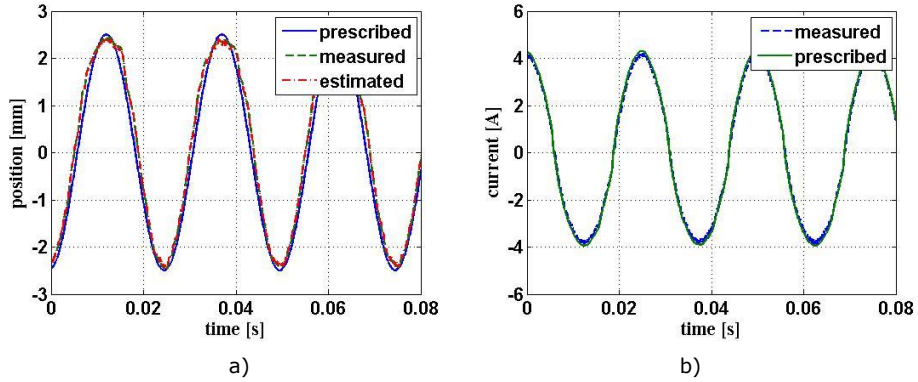 3
2
1
0
-1
-2
-3
position [mm]
0
0.02
0.04
0.06
0.08
time [s]
prescribed
measured
estimated
a)
6
4
2
0
-2
-4
-6
current [A]
0
0.02
0.04
0.06
0.08
time [s]
measured
prescribed
b)